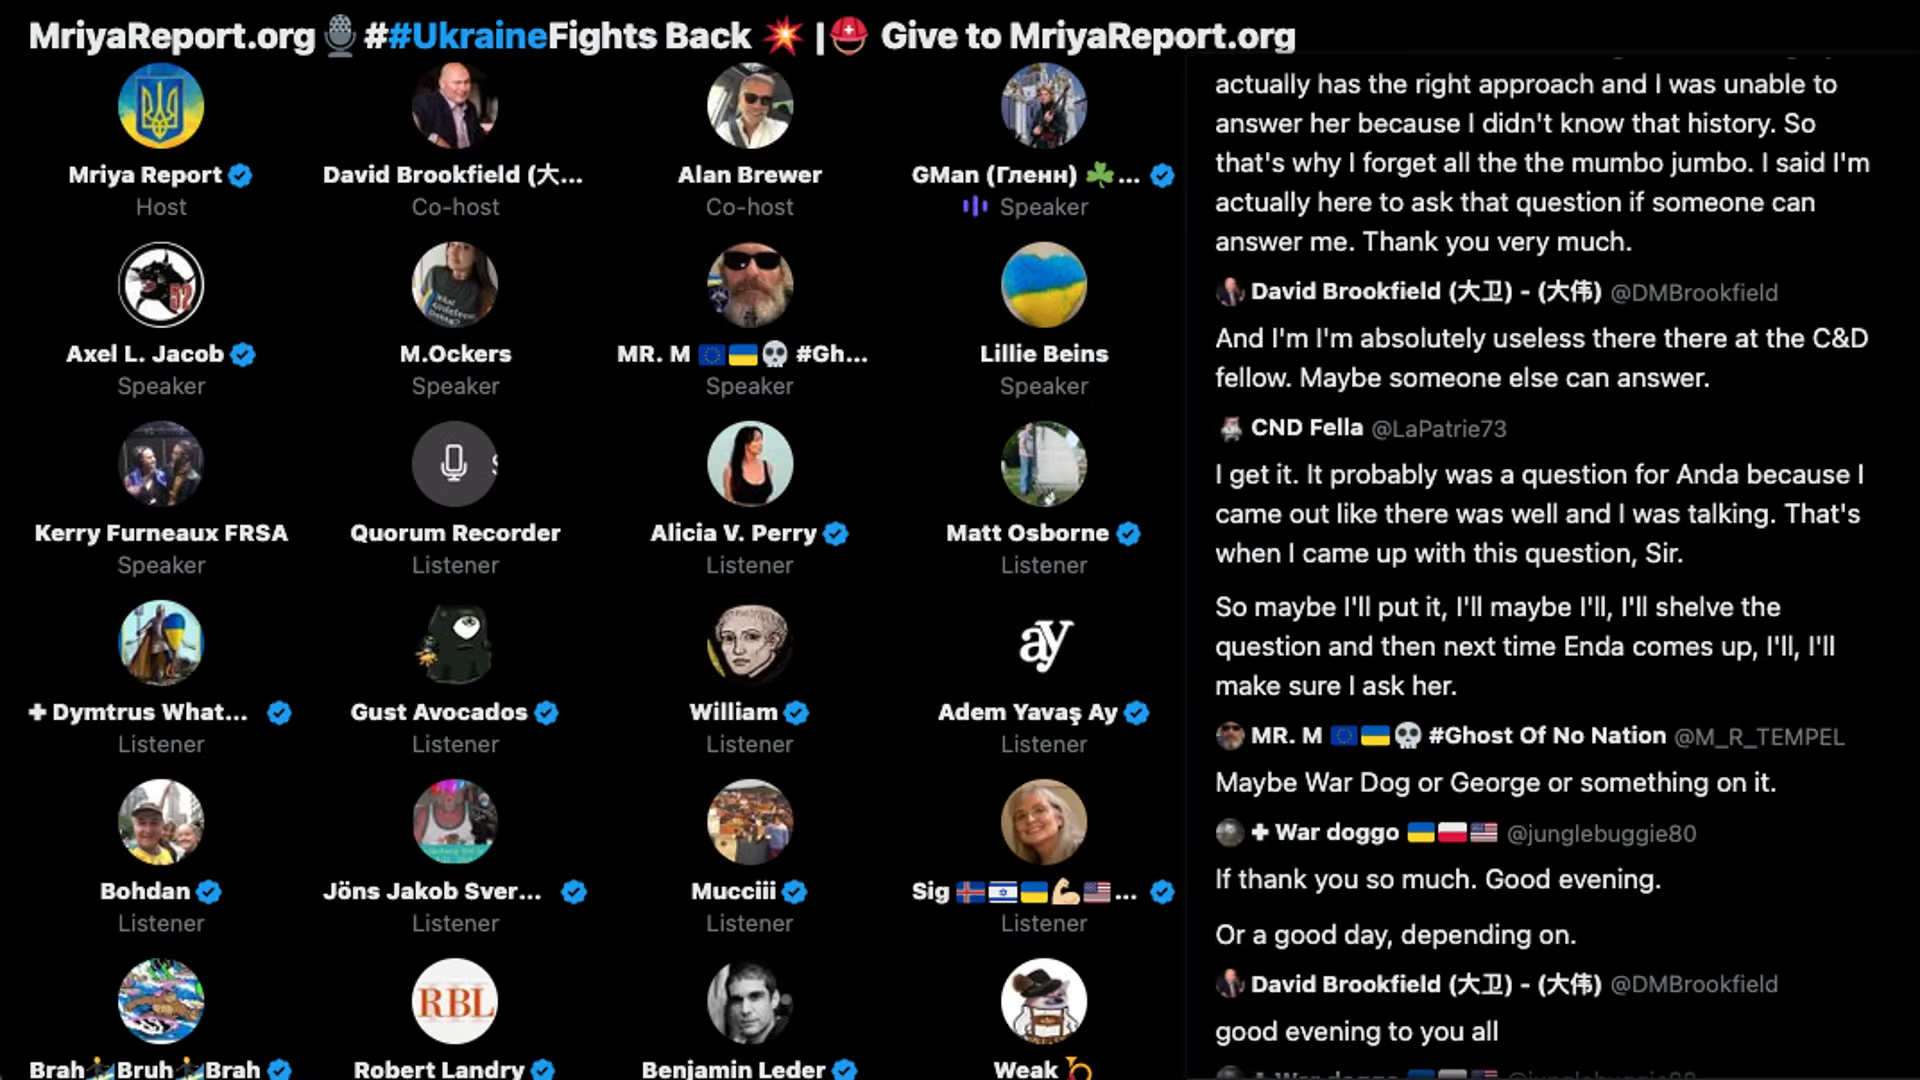 MriyaReport.org🎙️##UkraineFights Back 💥 |⛑️ Give to MriyaReport.org
Mriya Report
Host
David Brookfield (大...
Co-host
Alan Brewer
Co-host
GMan (Гленн) ☘️...
Speaker
Axel L. Jacob
Speaker
M.Ockers
Speaker
MR. M 🇪🇺🇺🇦💀 #Gh...
Speaker
Lillie Beins
Speaker
Kerry Furneaux FRSA
Speaker
Quorum Recorder
Listener
Alicia V. Perry
Listener
Matt Osborne
Listener
✚ Dymtrus What...
Listener
Gust Avocados
Listener
William
Listener
ay
Adem Yavaş Ay
Listener
Bohdan
Listener
Jöns Jakob Sver...
Listener
Mucciii
Listener
Sig 🇮🇸🇮🇱🇺🇦💪🏼🇺🇸...
Listener
Brah🏄Bruh🏄Brah
RBL
Robert Landry
Benjamin Leder
Weak
actually has the right approach and I was unable to
answer her because I didn't know that history. So
that's why I forget all the the mumbo jumbo. I said I'm
actually here to ask that question if someone can
answer me. Thank you very much.
David Brookfield (大卫) - (大伟) @DMBrookfield
And I'm I'm absolutely useless there there at the C&D
fellow. Maybe someone else can answer.
CND Fella @LaPatrie73
I get it. It probably was a question for Anda because I
came out like there was well and I was talking. That's
when I came up with this question, Sir.
So maybe I'll put it, I'll maybe I'll, I'll shelve the
question and then next time Enda comes up, I'll, I'll
make sure I ask her.
MR. M 🇪🇺🇺🇦💀 #Ghost Of No Nation @M_R_TEMPEL
Maybe War Dog or George or something on it.
✚ War doggo 🇺🇦🇵🇱🇺🇸 @junglebuggie80
If thank you so much. Good evening.
Or a good day, depending on.
David Brookfield (大卫) - (大伟) @DMBrookfield
good evening to you all